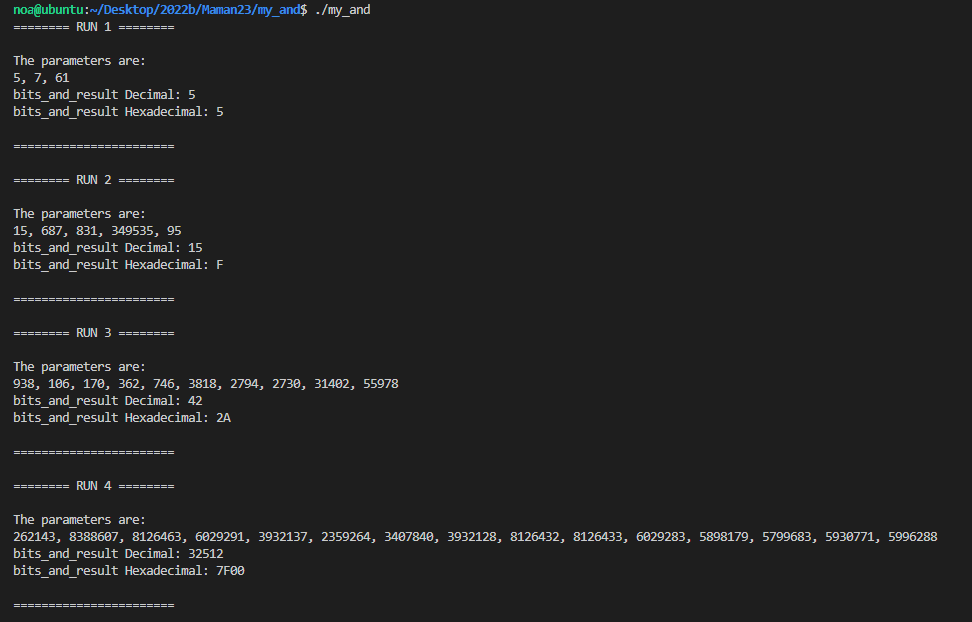 noa@ubuntu:~/Desktop/2022b/Maman23/my_and$ ./my_and
======== RUN 1 ========
The parameters are:
5, 7, 61
bits_and_result Decimal: 5
bits_and_result Hexadecimal: 5
=======================
======== RUN 2 ========
The parameters are:
15, 687, 831, 349535, 95
bits_and_result Decimal: 15
bits_and_result Hexadecimal: F
=======================
======== RUN 3 ========
The parameters are:
938, 106, 170, 362, 746, 3818, 2794, 2730, 31402, 55978
bits_and_result Decimal: 42
bits_and_result Hexadecimal: 2A
=======================
======== RUN 4 ========
The parameters are:
262143, 8388607, 8126463, 6029291, 3932137, 2359264, 3407840, 3932128, 8126432, 8126433, 6029283, 5898179, 5799683, 5930771, 5996288
bits_and_result Decimal: 32512
bits_and_result Hexadecimal: 7F00
=======================